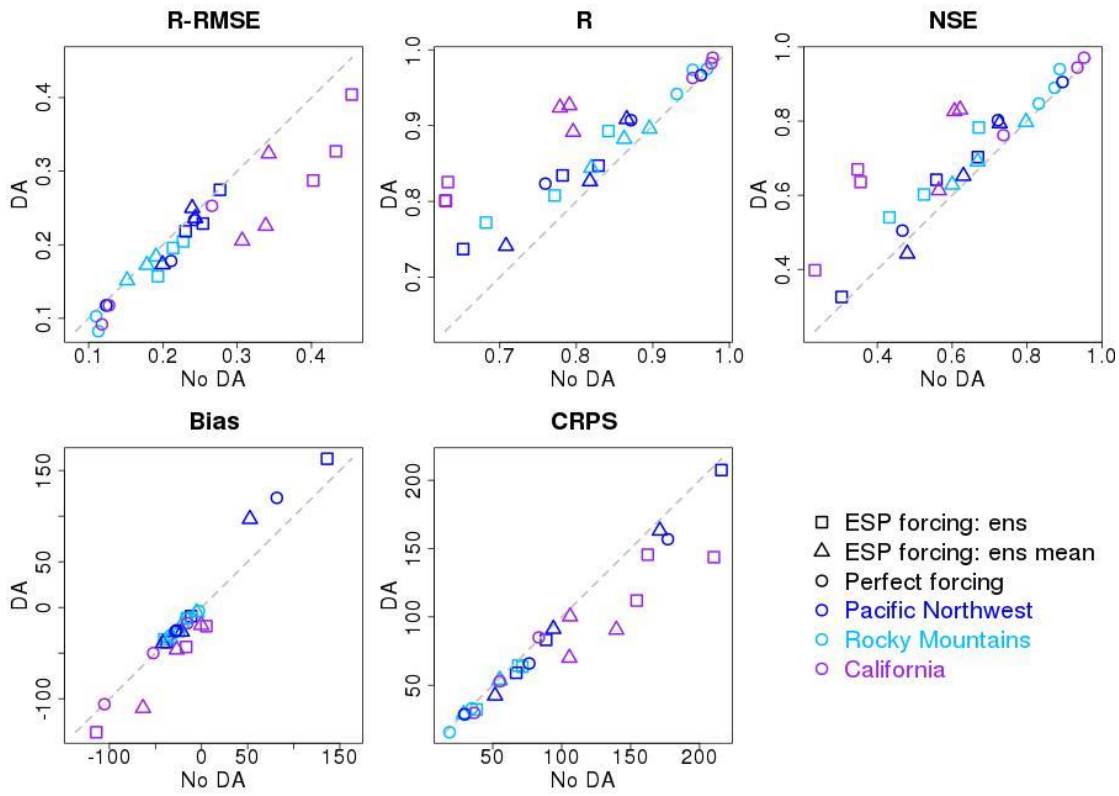 R-RMSE
R
NSE
DA
0.1
0.2
0.3
0.4
0.1
0.2
0.3
0.4
No DA
DA
0.7
0.8
0.9
1.0
0.7
0.8
0.9
1.0
No DA
DA
0.4
0.6
0.8
1.0
0.4
0.6
0.8
1.0
No DA
Bias
CRPS
DA
-100
0
50
150
-100
0
50
150
No DA
DA
50
100
150
200
50
100
150
200
No DA
ESP forcing: ens
ESP forcing: ens mean
Perfect forcing
Pacific Northwest
Rocky Mountains
California